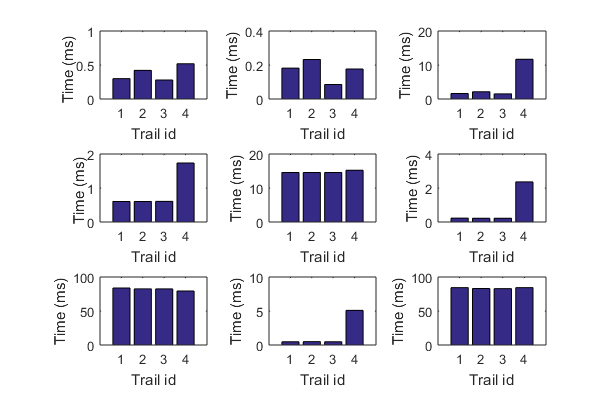 Time (ms)
1
0.5
0
1 2 3 4
Trail id
Time (ms)
0.4
0.2
0
1 2 3 4
Trail id
Time (ms)
20
10
0
1 2 3 4
Trail id
Time (ms)
2
1
0
1 2 3 4
Trail id
Time (ms)
20
10
0
1 2 3 4
Trail id
Time (ms)
4
2
0
1 2 3 4
Trail id
Time (ms)
100
50
0
1 2 3 4
Trail id
Time (ms)
10
5
0
1 2 3 4
Trail id
Time (ms)
100
50
0
1 2 3 4
Trail id